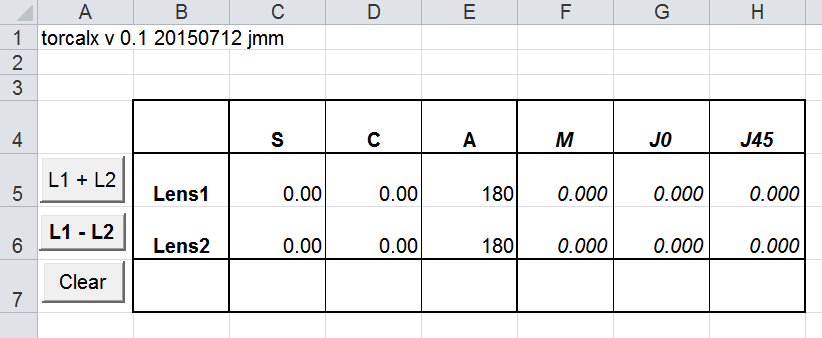 A B C D E F G H
1 torcalx v 0.1 20150712 jmm
2
3
4 S C A M J0 J45
5 L1 + L2 Lens1 0.00 0.00 180 0.000 0.000 0.000
6 L1 - L2 Lens2 0.00 0.00 180 0.000 0.000 0.000
7 Clear